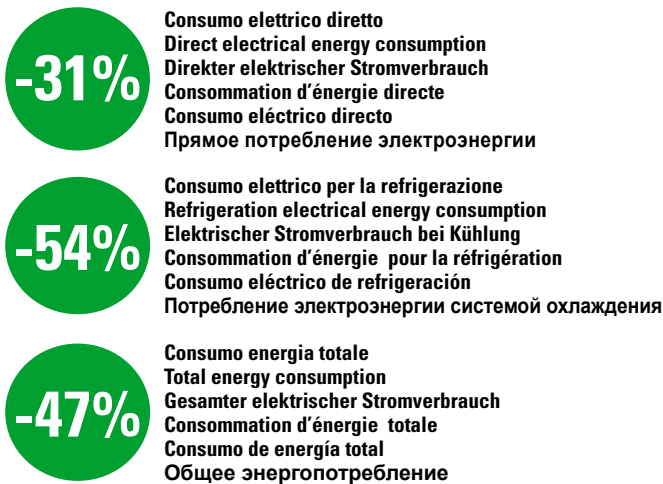 -31%
Consumo elettrico diretto
Direct electrical energy consumption
Direkter elektrischer Stromverbrauch
Consommation d'énergie directe
Consumo eléctrico directo
Прямое потребление электроэнергии
-54%
Consumo elettrico per la refrigerazione
Refrigeration electrical energy consumption
Elektrischer Stromverbrauch bei Kühlung
Consommation d'énergie  pour la réfrigération
Consumo eléctrico de refrigeración
Потребление электроэнергии системой охлаждения
-47%
Consumo energia totale
Total energy consumption
Gesamter elektrischer Stromverbrauch
Consommation d'énergie  totale
Consumo de energía total
Общее энергопотребление